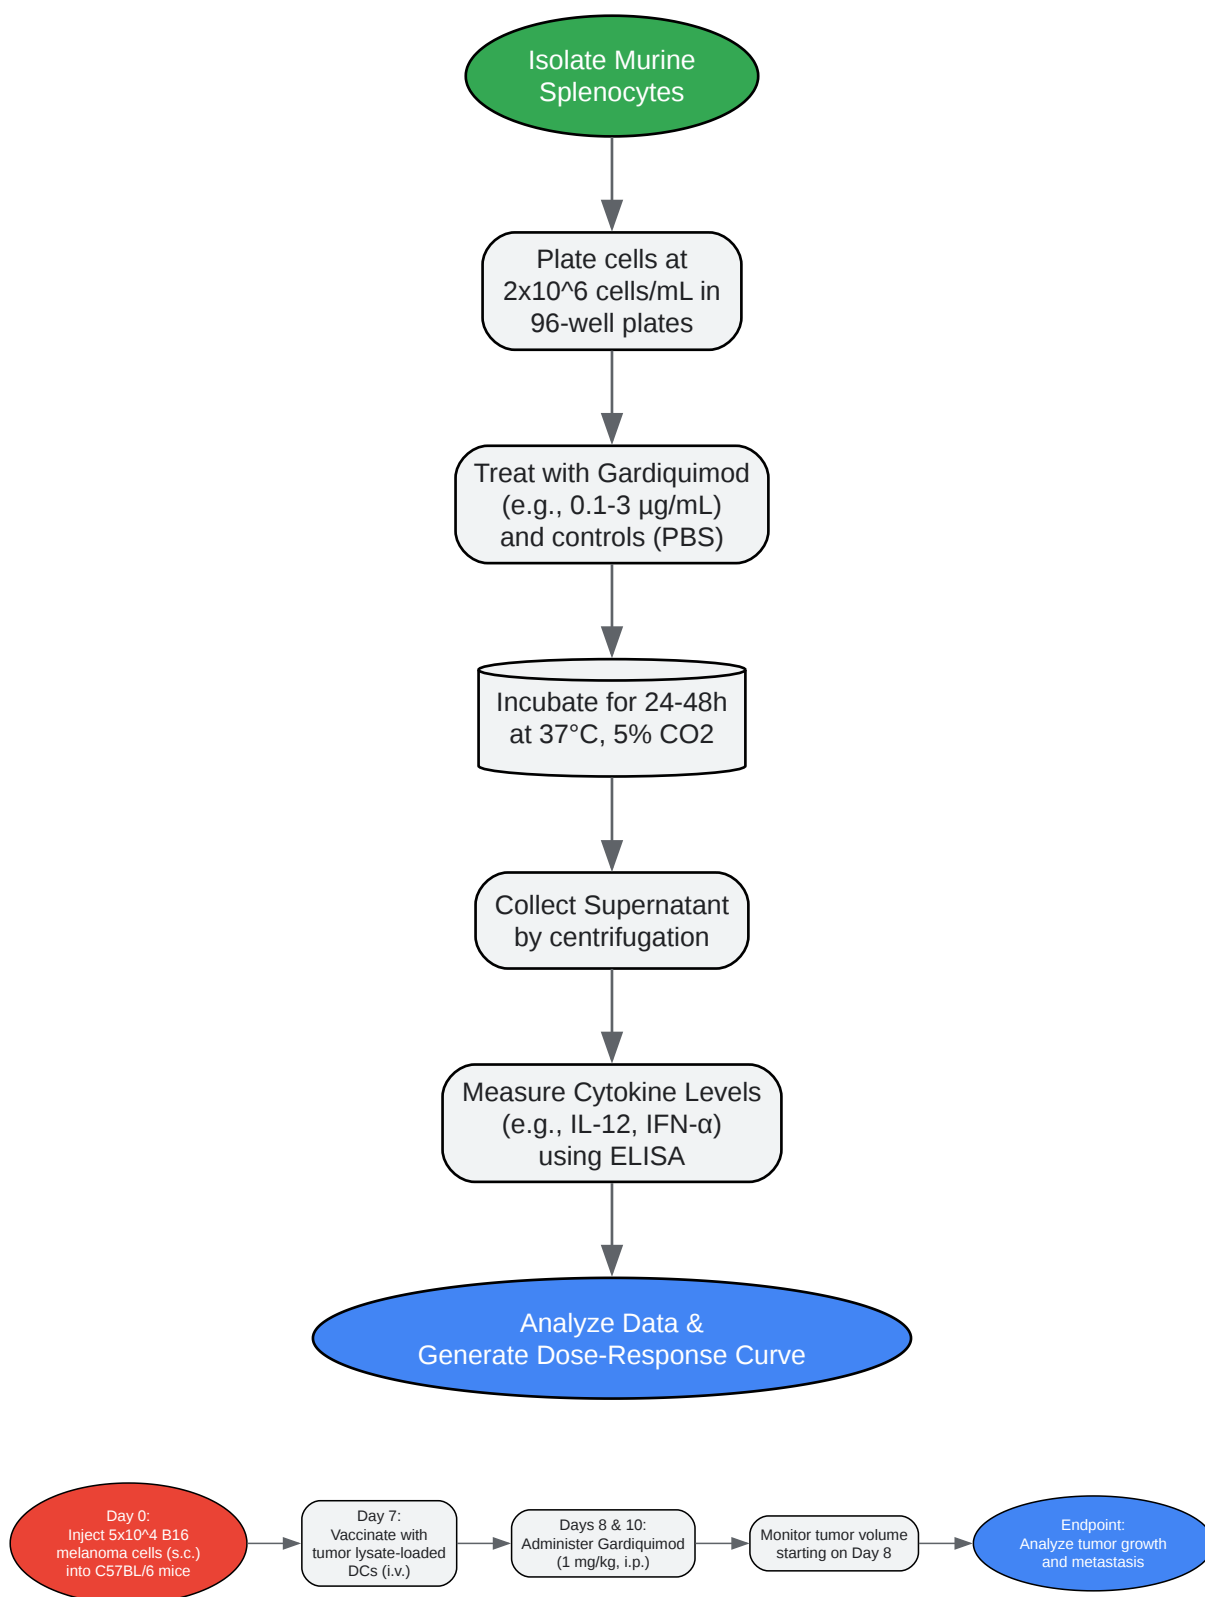 Isolate Murine
Splenocytes
Plate cells at
2x10^6 cells/mL in
96-well plates
Treat with Gardiquimod
(e.g., 0.1-3 µg/mL)
and controls (PBS)
Incubate for 24-48h
at 37°C, 5% CO2
Collect Supernatant
by centrifugation
Measure Cytokine Levels
(e.g., IL-12, IFN-α)
using ELISA
Analyze Data &
Generate Dose-Response Curve
Day 0:
Inject 5x10^4 B16
melanoma cells (s.c.)
into C57BL/6 mice
Day 7:
Vaccinate with
tumor lysate-loaded
DCs (i.v.)
Days 8 & 10:
Administer Gardiquimod
(1 mg/kg, i.p.)
Monitor tumor volume
starting on Day 8
Endpoint:
Analyze tumor growth
and metastasis